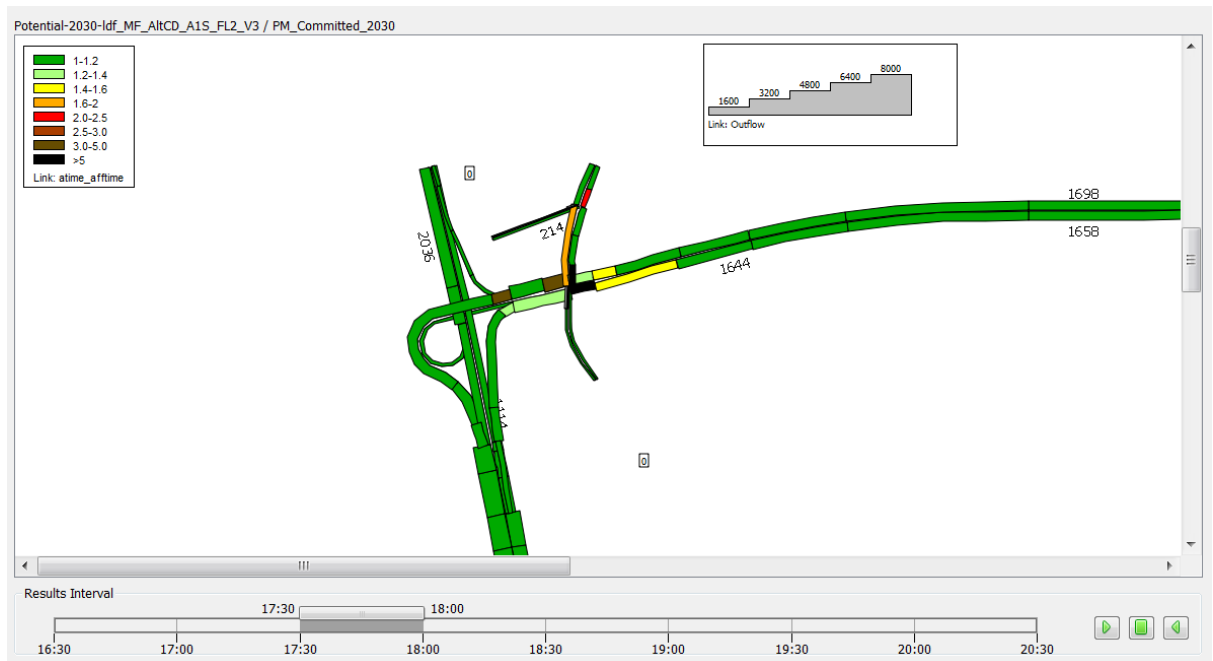 Potential-2030-ldf_MF_AltCD_A1S_FL2_V3 / PM_Committed_2030
1-1.2
1.2-1.4
1.4-1.6
1.6-2
2.0-2.5
2.5-3.0
3.0-5.0
>5
Link: atime_afftime
1600 3200 4800 6400 8000
Link: Outflow
0
1698
214
1658
2036
1644
1114
0
Results Interval
17:30 18:00
16:30 17:00 17:30 18:00 18:30 19:00 19:30 20:00 20:30